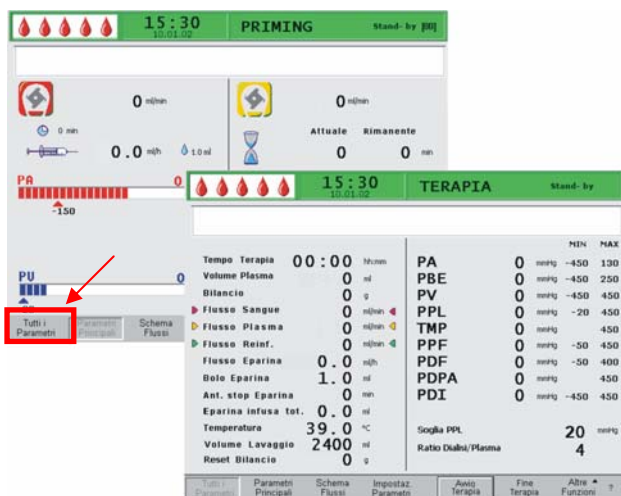 15:30
10.01.02
PRIMING
Stand- by [00]
0 ml/min
0 ml/min
0 min
Attuale Rimanente
0.0 ml/h
1.0 ml
0
0 min
PA
0
-150
PV
0
Tutti i Parametri
Parametri Principali
Schema Flussi
15:30
10.01.02
TERAPIA
Stand- by
Tempo Terapia 00:00 hh:mm
Volume Plasma 0 ml
Bilancio 0 g
Flusso Sangue 0 ml/min
Flusso Plasma 0 ml/min
Flusso Reinf. 0 ml/min
Flusso Eparina 0.0 ml/h
Bolo Eparina 1.0 ml
Ant. stop Eparina 0 min
Eparina infusa tot. 0.0 ml
Temperatura 39.0 °C
Volume Lavaggio 2400 ml
Reset Bilancio 0 g
MIN MAX
PA 0 mmHg -450 130
PBE 0 mmHg -450 250
PV 0 mmHg -450 450
PPL 0 mmHg -20 450
TMP 0 mmHg 450
PPF 0 mmHg -50 450
PDF 0 mmHg -50 400
PDPA 0 mmHg 450
PDI 0 mmHg -450 450
Soglia PPL 20 mmHg
Ratio Dialisi/Plasma 4
Tutti i Parametri
Parametri Principali
Schema Flussi
Impostaz. Parametri
Avvio Terapia
Fine Terapia
Altre Funzioni
?